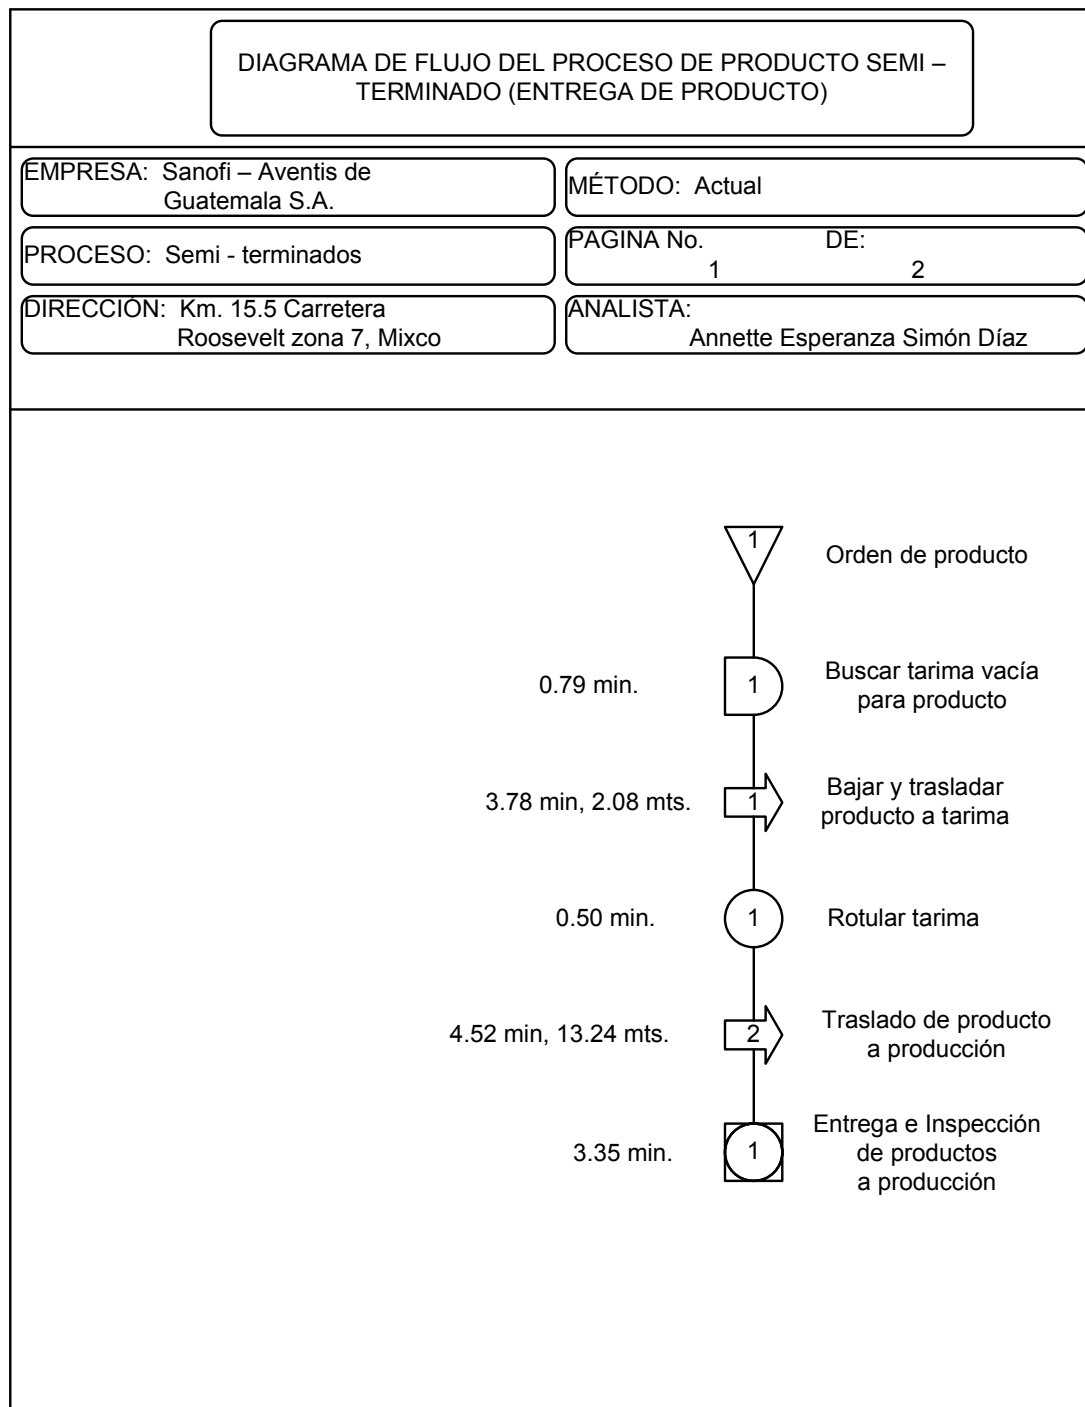 DIAGRAMA DE FLUJO DEL PROCESO DE PRODUCTO SEMI –
TERMINADO (ENTREGA DE PRODUCTO)
EMPRESA: Sanofi – Aventis de
Guatemala S.A.
MÉTODO: Actual
PROCESO: Semi - terminados
PAGINA No. DE:
1 2
DIRECCIÓN: Km. 15.5 Carretera
Roosevelt zona 7, Mixco
ANALISTA:
Annette Esperanza Simón Díaz
1 Orden de producto
0.79 min. 1 Buscar tarima vacía
para producto
3.78 min, 2.08 mts. 1 Bajar y trasladar
producto a tarima
0.50 min. 1 Rotular tarima
4.52 min, 13.24 mts. 2 Traslado de producto
a producción
3.35 min. 1 Entrega e Inspección
de productos
a producción